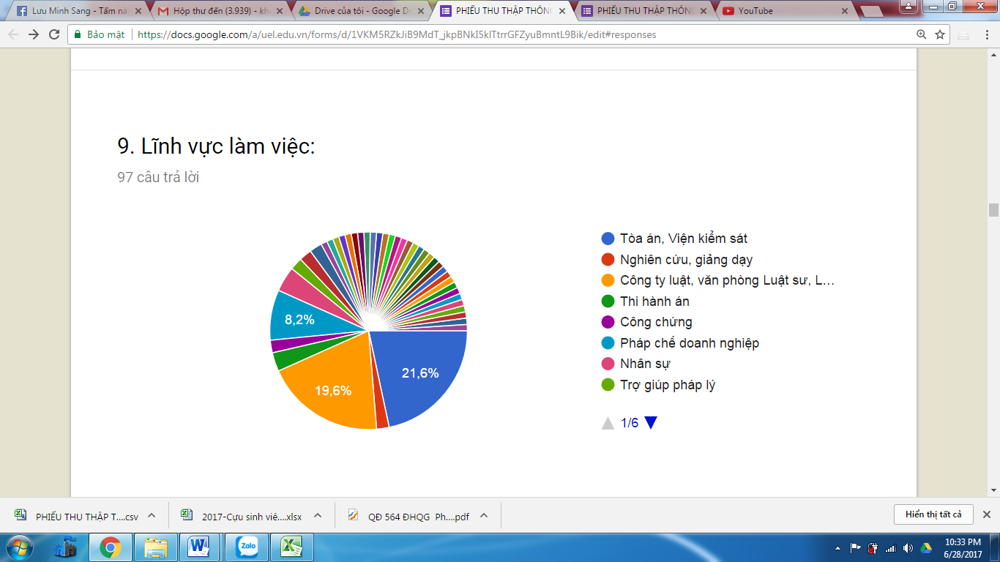 Lưu Minh Sang - Tấm nà
Hộp thư đến (3.939) - kh
Drive của tôi - Google D
PHIẾU THU THẬP THÔNG
PHIẾU THU THẬP THÔNG
YouTube
Bảo mật
https://docs.google.com/a/uel.edu.vn/forms/d/1VKM5RZkJiB9MdT_jkpBNkI5klTtrrGFZyuBmntL9Bik/edit#responses
9. Lĩnh vực làm việc:
97 câu trả lời
8,2%
19,6%
21,6%
Tòa án, Viện kiểm sát
Nghiên cứu, giảng dạy
Công ty luật, văn phòng Luật sư, L...
Thi hành án
Công chứng
Pháp chế doanh nghiệp
Nhân sự
Trợ giúp pháp lý
1/6
PHIẾU THU THẬP T....csv
2017-Cựu sinh viê....xlsx
QĐ 564 ĐHQG Ph....pdf
Hiển thị tất cả
Zalo
10:33 PM
6/28/2017